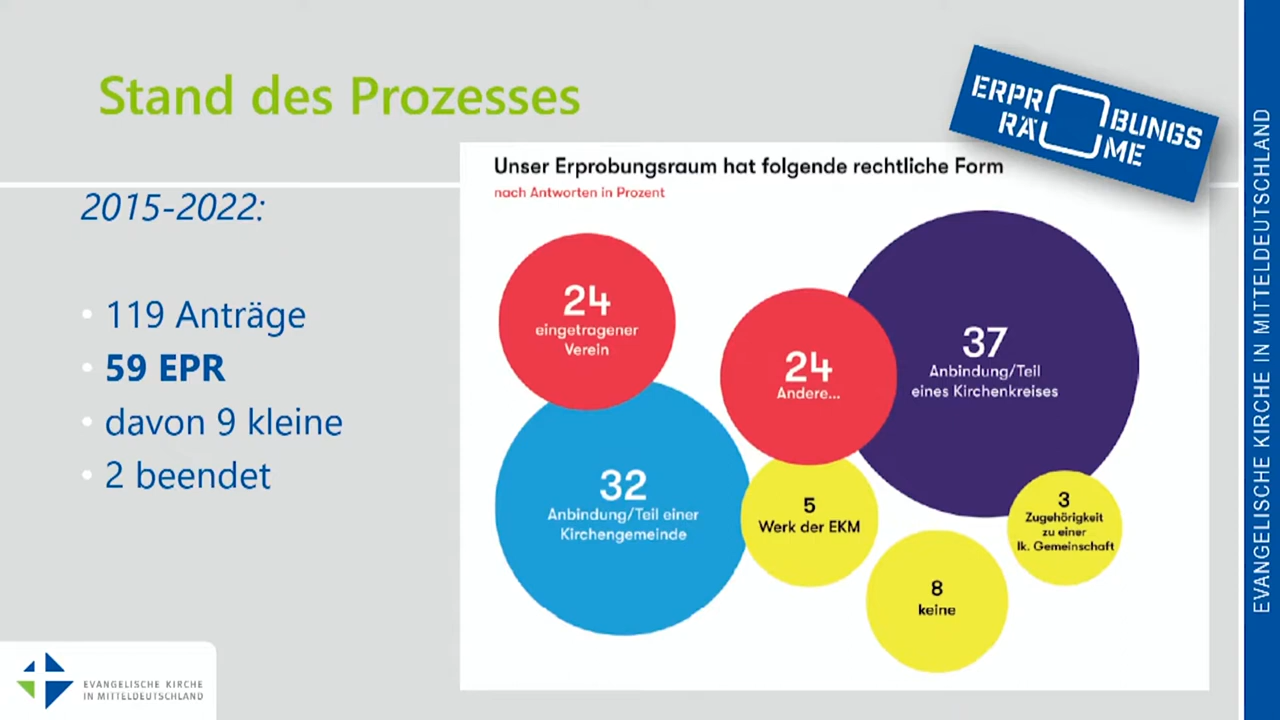 Stand des Prozesses
2015-2022:
• 119 Anträge
• 59 EPR
• davon 9 kleine
• 2 beendet
ERPR BUNGS
RÄ ME
Unser Erprobungsraum hat folgende rechtliche Form
nach Antworten in Prozent
24
eingetragener
Verein
24
Andere...
37
Anbindung/Teil
eines Kirchenkreises
32
Anbindung/Teil einer
Kirchengemeinde
5
Werk der EKM
3
Zugehörigkeit
zu einer
lk. Gemeinschaft
8
keine
EVANGELISCHE KIRCHE
IN MITTELDEUTSCHLAND
EVANGELISCHE KIRCHE IN MITTELDEUTSCHLAND